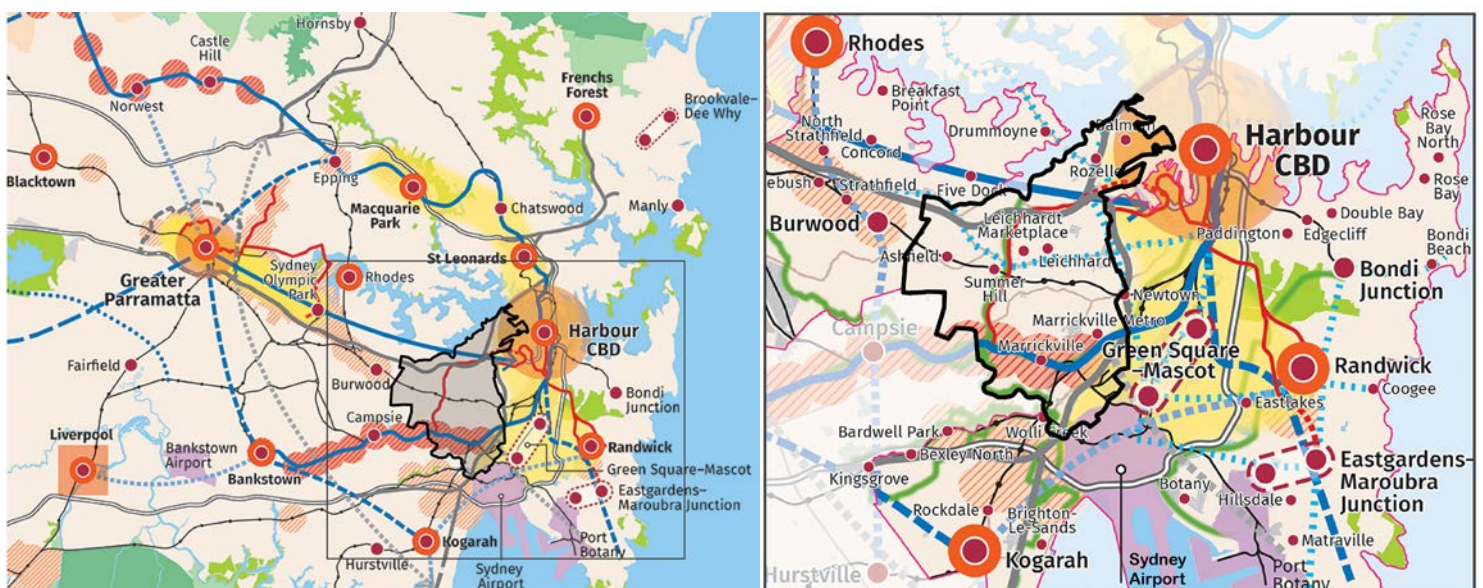 Hornsby
Castle
Hill
Norwest
Frenchs
Forest
Brookvale–
Dee Why
Blacktown
Epping
Macquarie
Park
Chatswood
Manly
St Leonards
Greater
Parramatta
Sydney
Olympic
Park
Rhodes
Harbour
CBD
Fairfield
Burwood
Bondi
Junction
Campsie
Liverpool
Bankstown
Airport
Bankstown
Randwick
Green Square–Mascot
Eastgardens–
Maroubra Junction
Kogarah
Hurstville
Sydney
Airport
Port
Botany
Rhodes
Breakfast
Point
North
Strathfield
Concord
Drummoyne
Balmain
Rozelle
Harbour
CBD
Rose
Bay
North
Rose
Bay
ebush
Strathfield
Five Dock
Burwood
Leichhardt
Marketplace
Double Bay
Paddington
Edgecliff
Bondi
Beach
Ashfield
Leichhard
Summer
Hill
Bondi
Junction
Newtown
Campsie
Marrickville Metro
Marrickville
Green Square
–Mascot
Randwick
Coogee
Eastlakes
Bardwell Park
Wolli Creek
Bexley North
Kingsgrove
Eastgardens–
Maroubra
Junction
Botany
Hillsdale
Rockdale
Brighton-
Le-Sands
Matraville
Kogarah
Hurstville
Sydney
Airport
Port
Botany